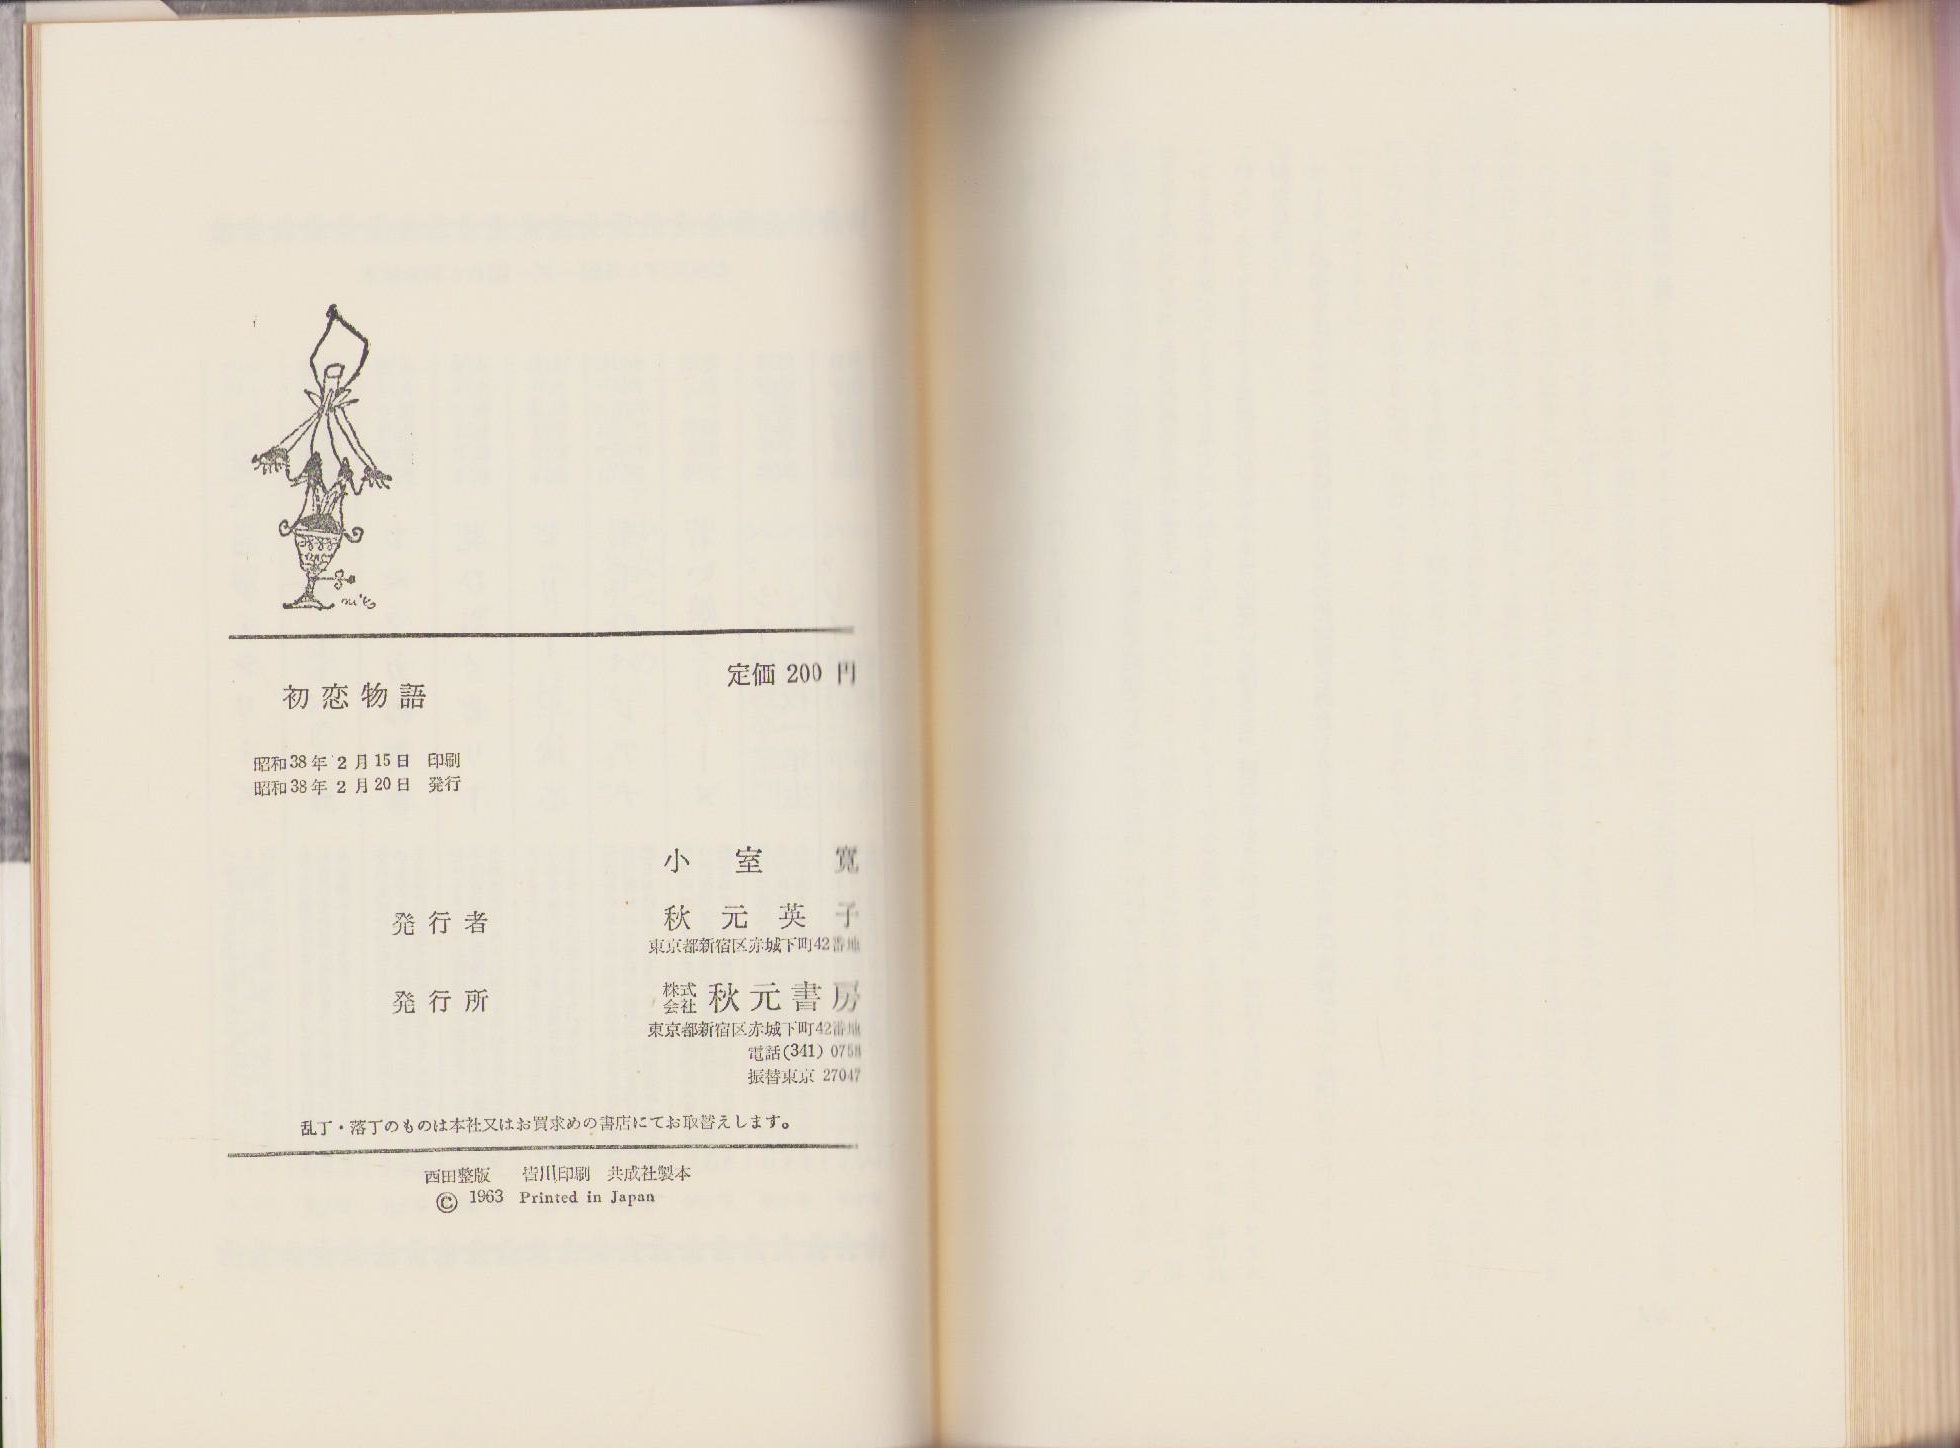 定価 200 円
初恋物語
昭和38年2月15日 印刷
昭和38年2月20日 発行
小室 寛
発行者 秋元英子
東京都新宿区赤城下町42番地
発行所 株式会社 秋元書房
東京都新宿区赤城下町42番地
電話(341) 0758
振替東京 27047
乱丁・落丁のものは本社又はお買求めの書店にてお取替えします。
西田整版 皆川印刷 共成社製本
© 1963 Printed in Japan